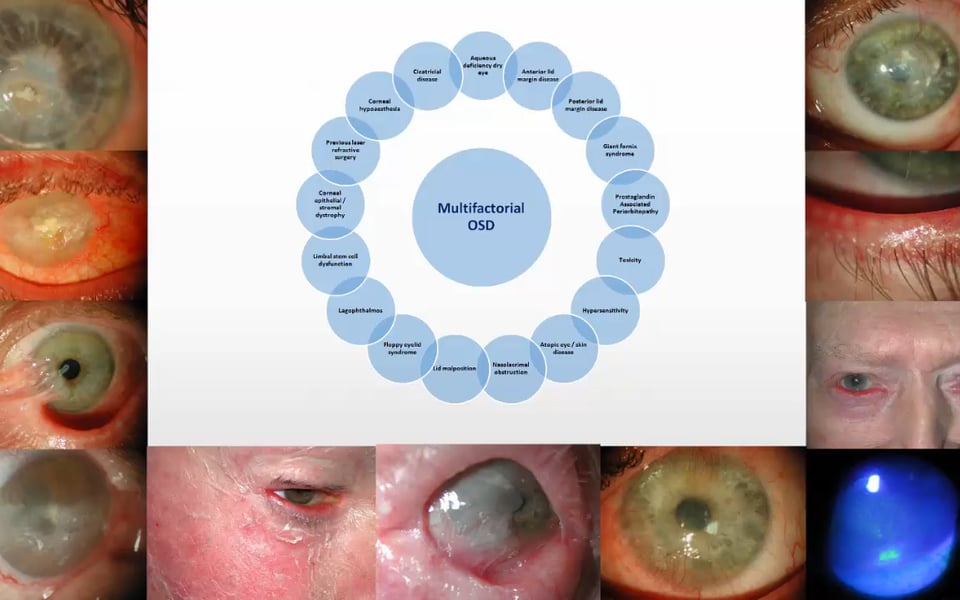 Multifactorial
OSD
Aqueous
deficiency dry
eye
Anterior lid
margin disease
Posterior lid
margin disease
Giant fornix
syndrome
Prostaglandin
Associated
Periorbitopathy
Toxicity
Hypersensitivity
Atopic eye / skin
disease
Nasolacrimal
obstruction
Lid malposition
Floppy eyelid
syndrome
Lagophthalmos
Limbal stem cell
dysfunction
Corneal
epithelial /
stromal
dystrophy
Previous laser
refractive
surgery
Corneal
hypoaesthesia
Cicatricial
disease